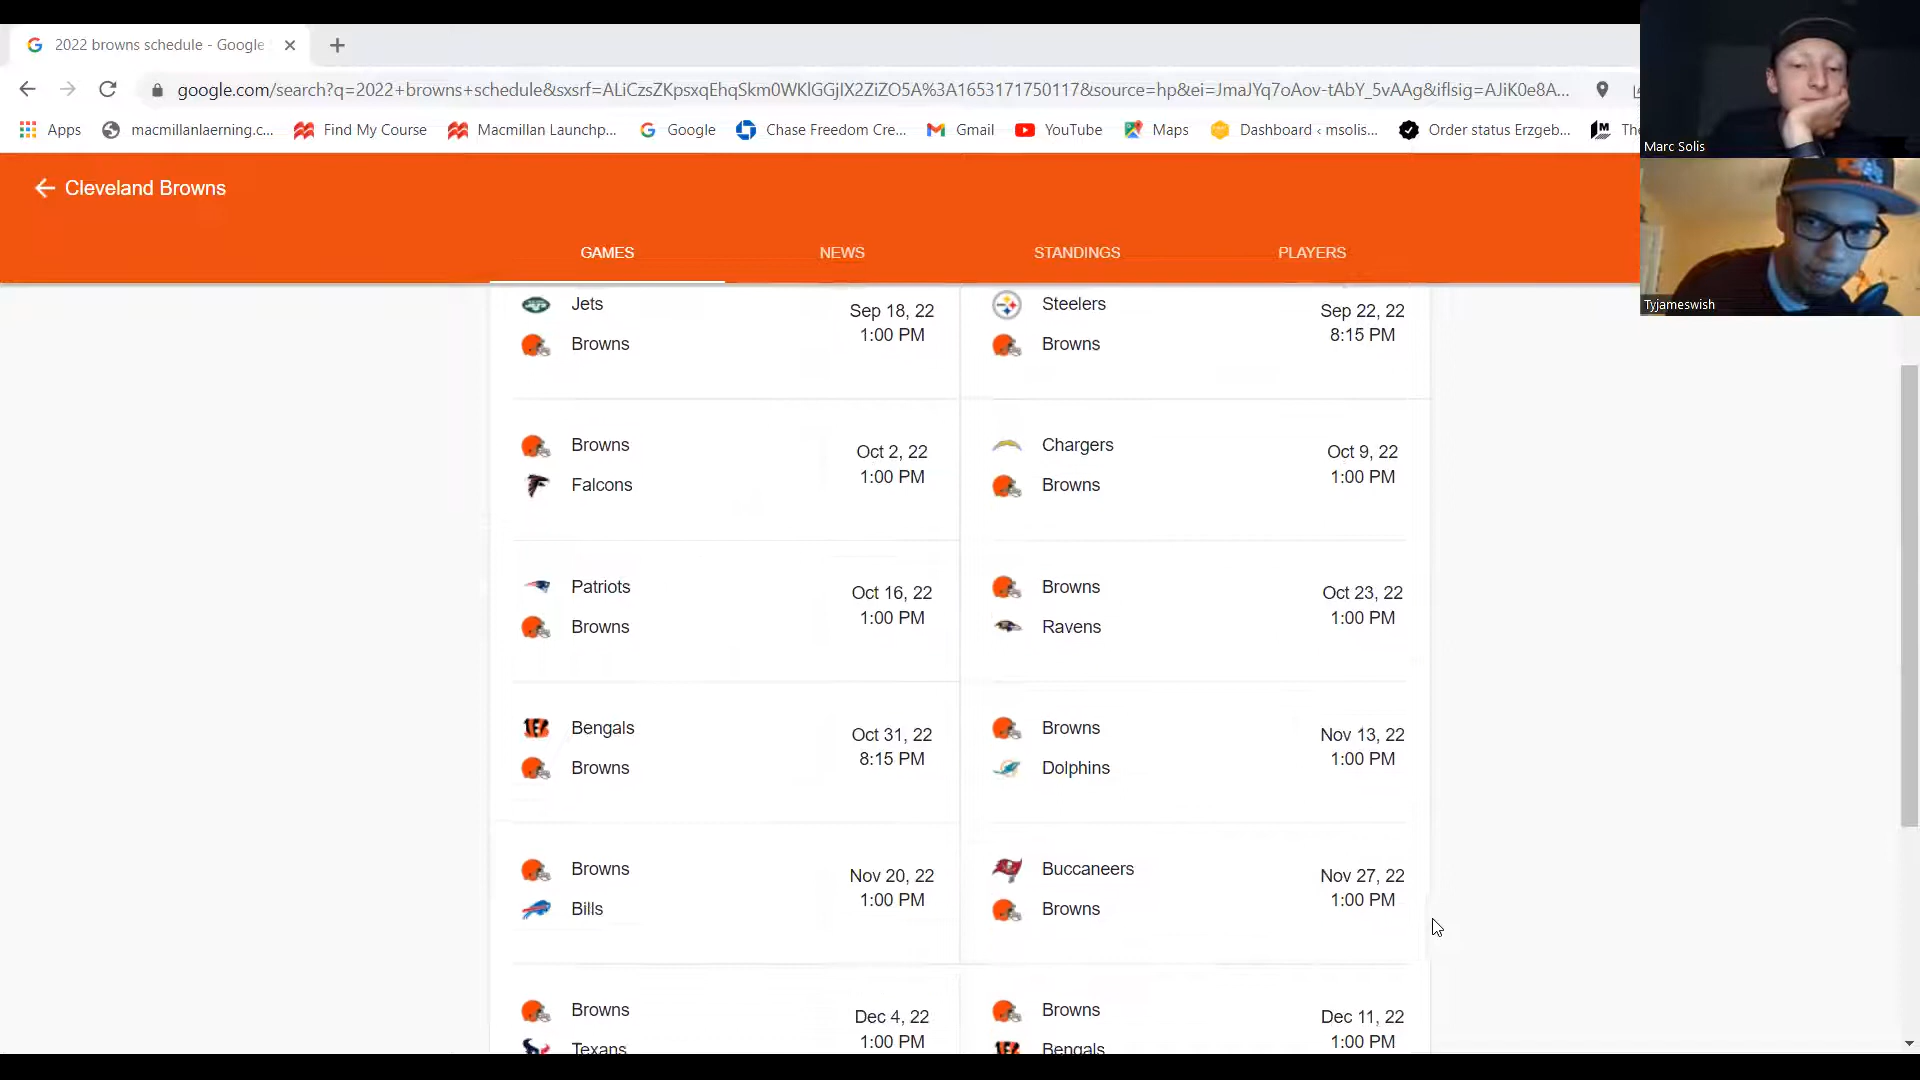 2022 browns schedule - Google
google.com/search?q=2022+browns+schedule&sxsrf=ALiCzsZKpsxqEhqSkm0WKlGGjIX2ZiZO5A%3A1653171750117&source=hp&ei=JmaJYq7oAov-tAbY_5vAAg&iflsig=AJiK0e8A...
Apps macmillanlaerning.c... Find My Course Macmillan Launchp... Google Chase Freedom Cre... Gmail YouTube Maps Dashboard ‹ msolis... Order status Erzgeb... The
Marc Solis
Cleveland Browns
GAMES NEWS STANDINGS PLAYERS
Tyjameswish
Jets
Browns
Sep 18, 22
1:00 PM
Steelers
Browns
Sep 22, 22
8:15 PM
Browns
Falcons
Oct 2, 22
1:00 PM
Chargers
Browns
Oct 9, 22
1:00 PM
Patriots
Browns
Oct 16, 22
1:00 PM
Browns
Ravens
Oct 23, 22
1:00 PM
Bengals
Browns
Oct 31, 22
8:15 PM
Browns
Dolphins
Nov 13, 22
1:00 PM
Browns
Bills
Nov 20, 22
1:00 PM
Buccaneers
Browns
Nov 27, 22
1:00 PM
Browns
Texans
Dec 4, 22
1:00 PM
Browns
Bengals
Dec 11, 22
1:00 PM